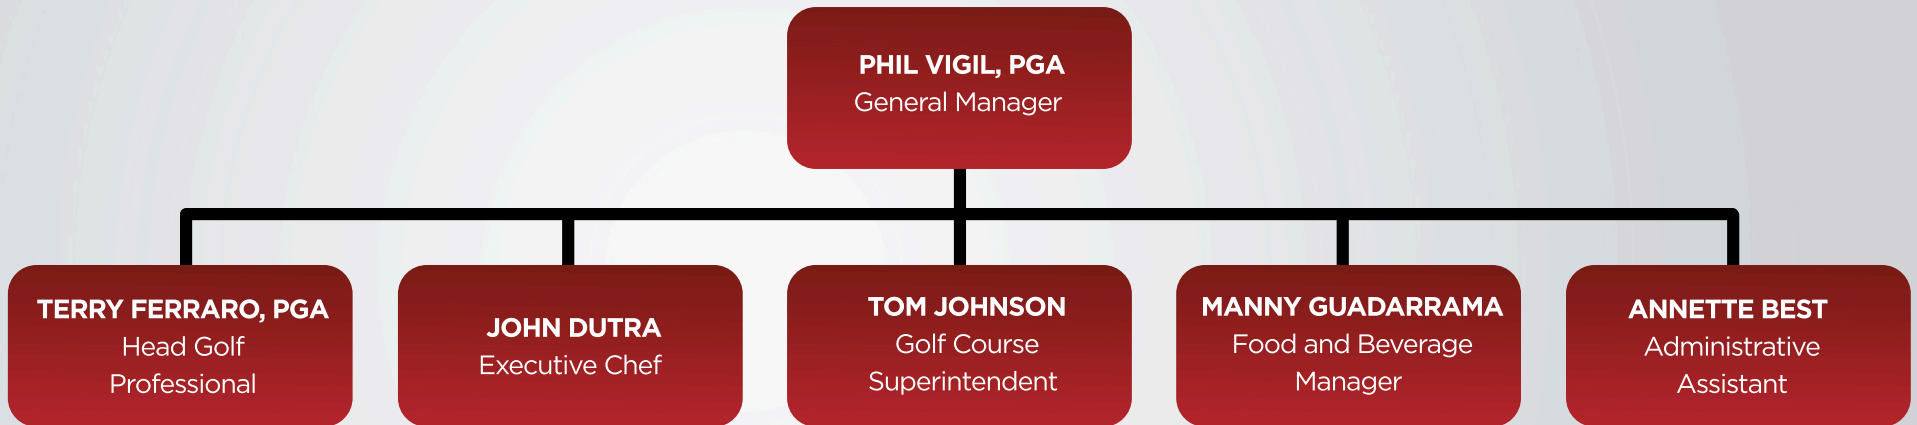 PHIL VIGIL, PGA
General Manager
TERRY FERRARO, PGA
Head Golf
Professional
JOHN DUTRA
Executive Chef
TOM JOHNSON
Golf Course
Superintendent
MANNY GUADARRAMA
Food and Beverage
Manager
ANNETTE BEST
Administrative
Assistant